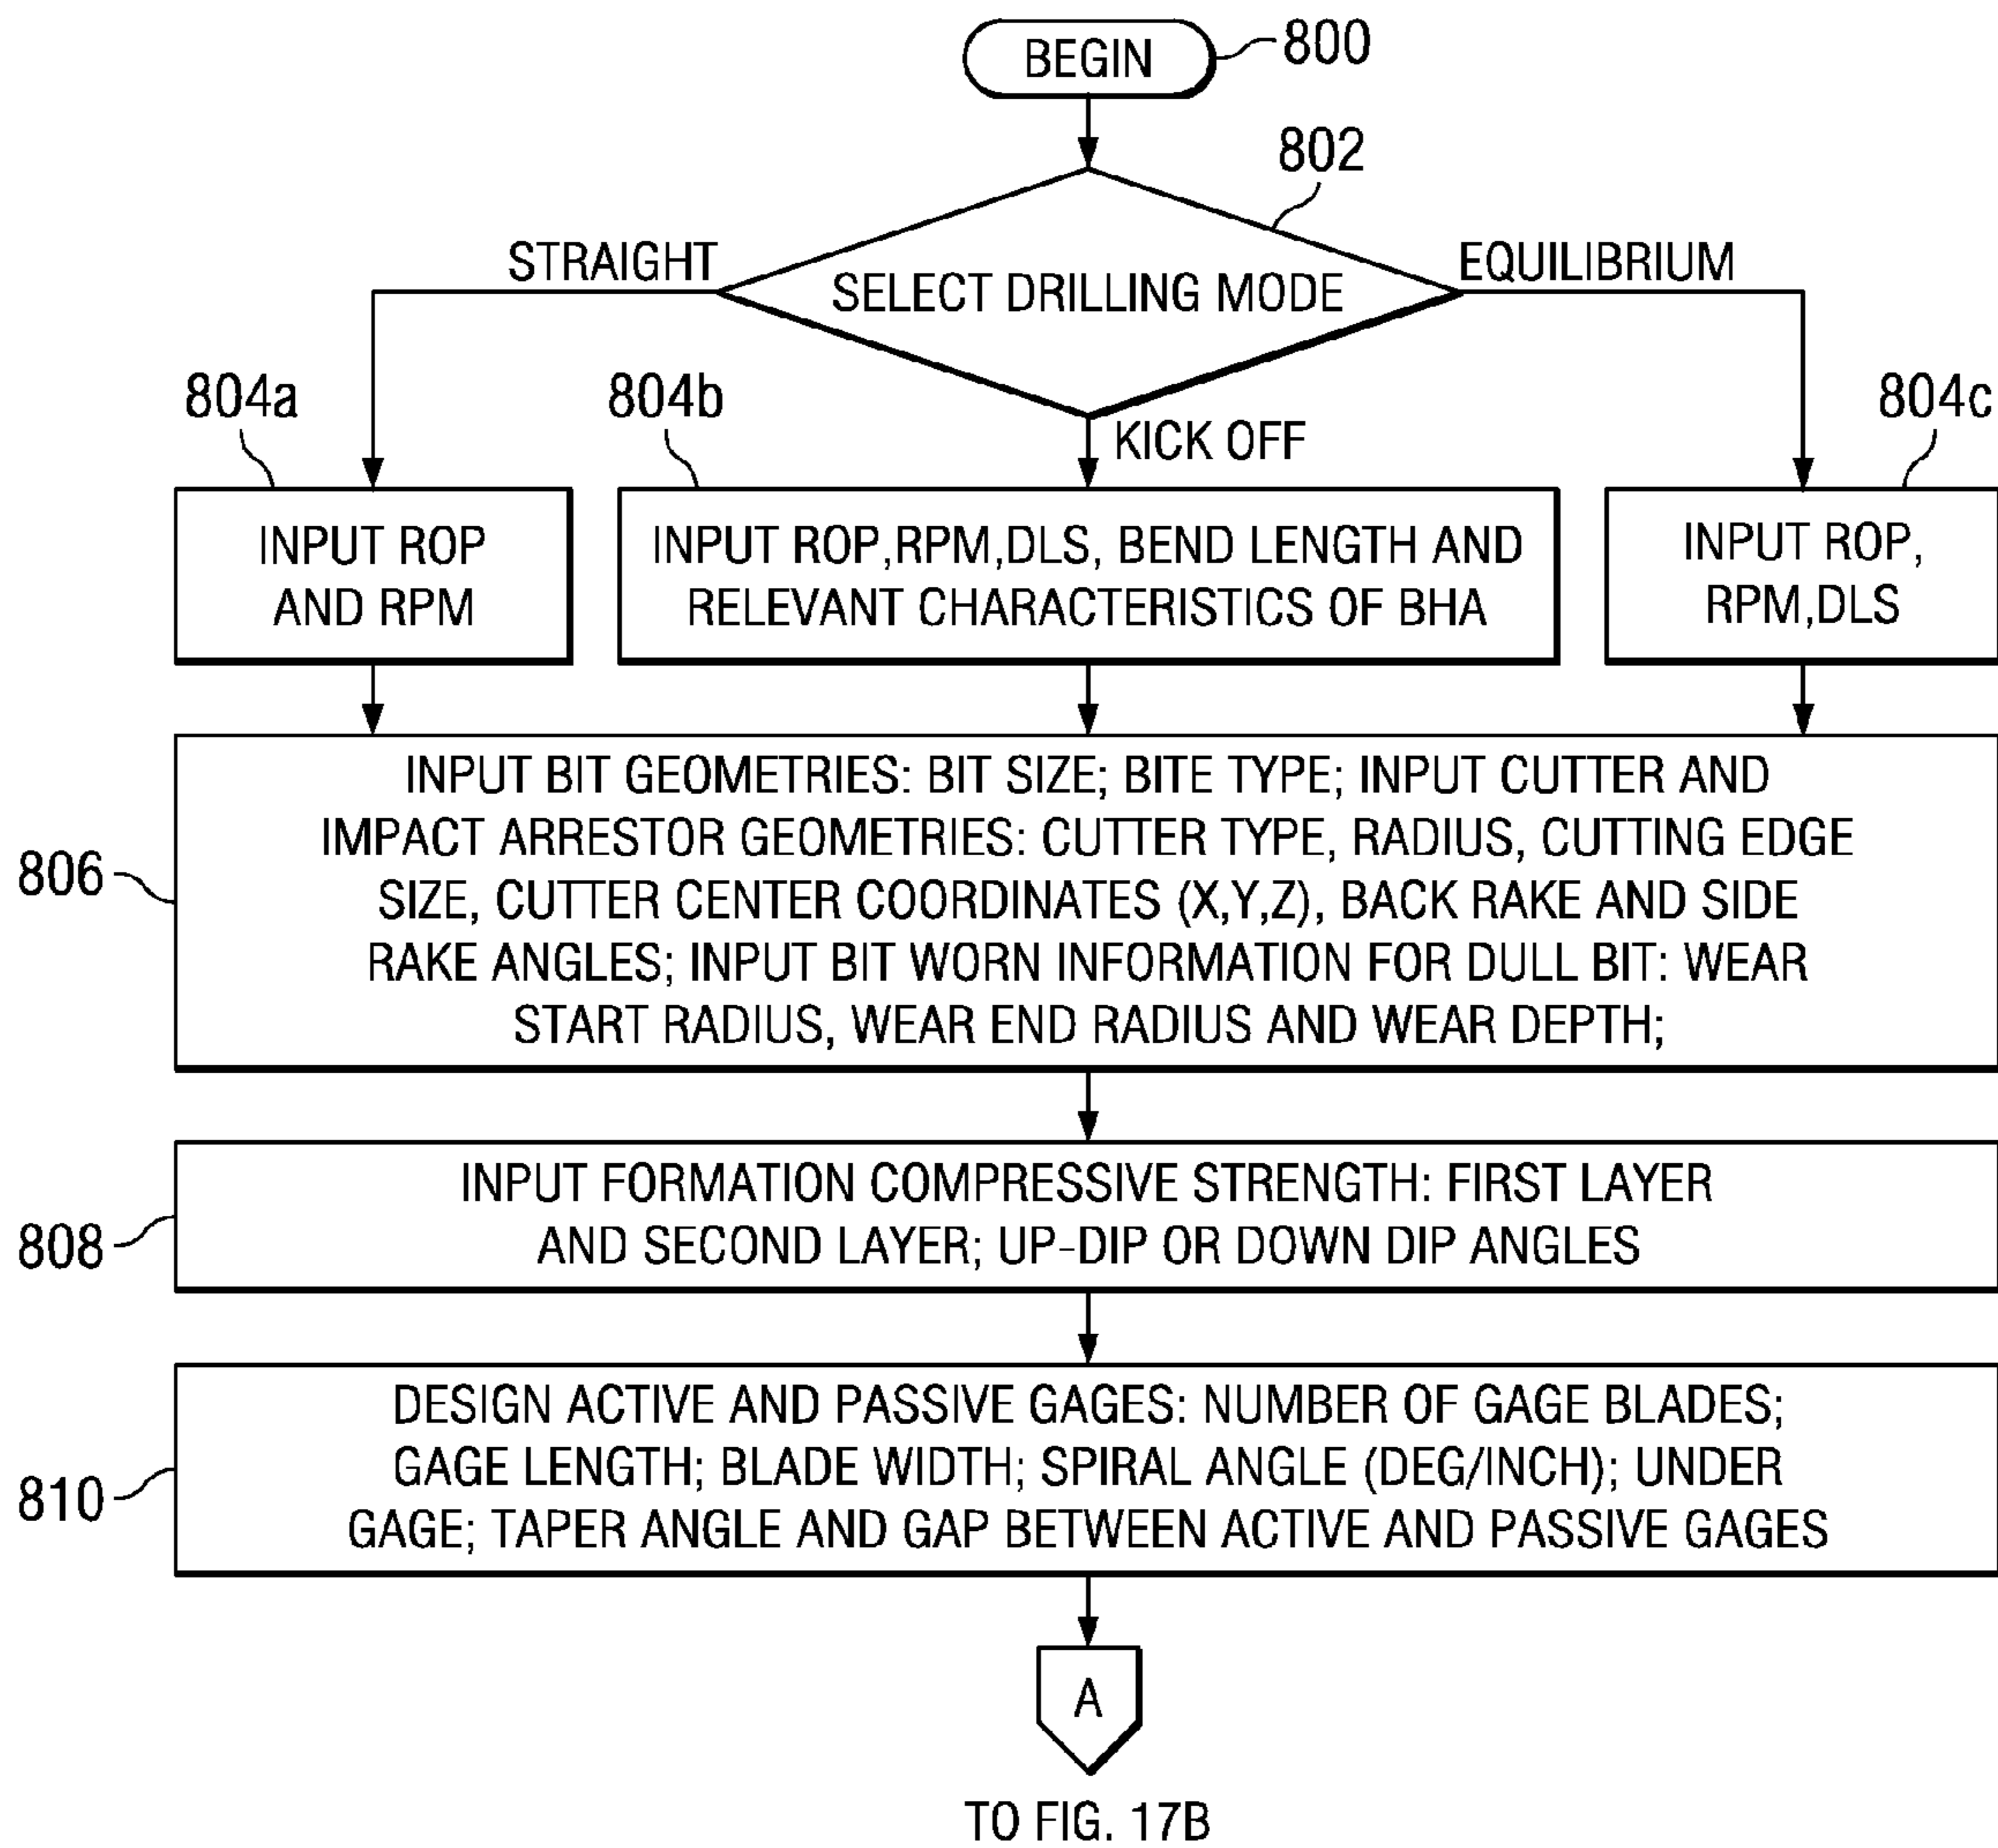 BEGIN
800
802
STRAIGHT
EQUILIBRIUM
SELECT DRILLING MODE
804a
804b
804c
KICK OFF
INPUT ROP
AND RPM
INPUT ROP,RPM,DLS, BEND LENGTH AND
RELEVANT CHARACTERISTICS OF BHA
INPUT ROP,
RPM,DLS
806
INPUT BIT GEOMETRIES: BIT SIZE; BITE TYPE; INPUT CUTTER AND
IMPACT ARRESTOR GEOMETRIES: CUTTER TYPE, RADIUS, CUTTING EDGE
SIZE, CUTTER CENTER COORDINATES (X,Y,Z), BACK RAKE AND SIDE
RAKE ANGLES; INPUT BIT WORN INFORMATION FOR DULL BIT: WEAR
START RADIUS, WEAR END RADIUS AND WEAR DEPTH;
808
INPUT FORMATION COMPRESSIVE STRENGTH: FIRST LAYER
AND SECOND LAYER; UP-DIP OR DOWN DIP ANGLES
810
DESIGN ACTIVE AND PASSIVE GAGES: NUMBER OF GAGE BLADES;
GAGE LENGTH; BLADE WIDTH; SPIRAL ANGLE (DEG/INCH); UNDER
GAGE; TAPER ANGLE AND GAP BETWEEN ACTIVE AND PASSIVE GAGES
A
TO FIG. 17B